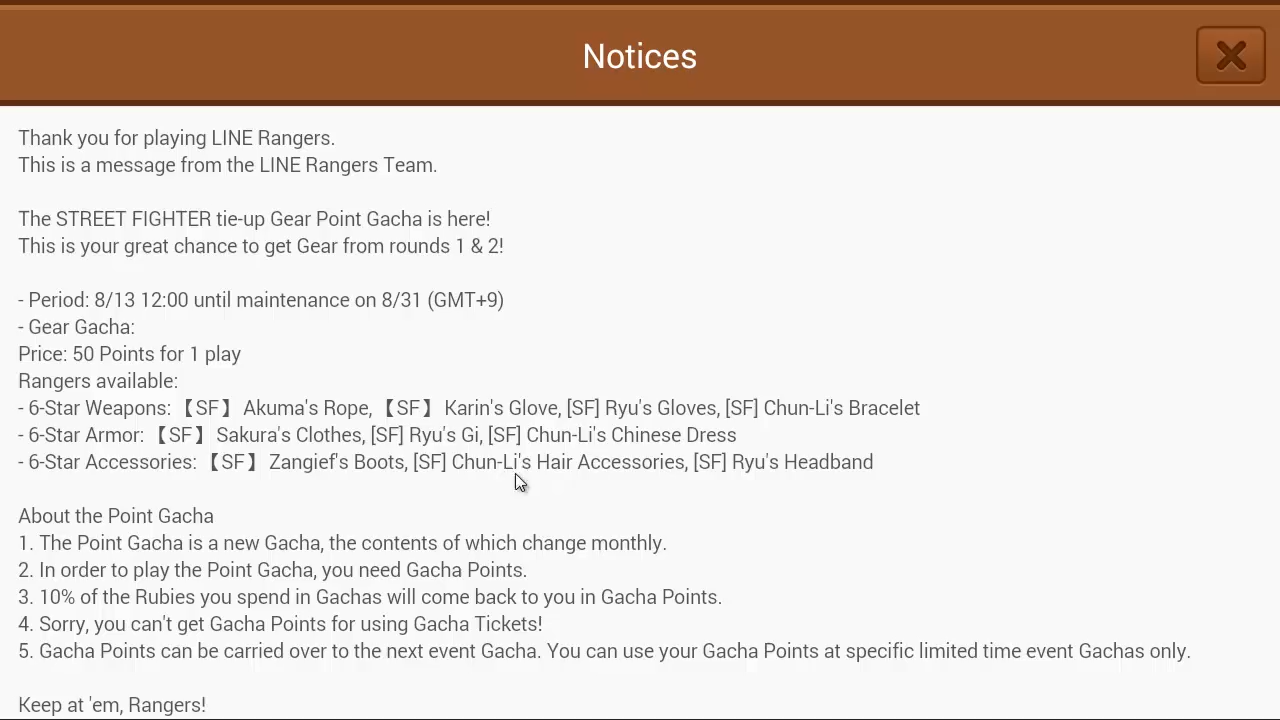 Notices
Thank you for playing LINE Rangers.
This is a message from the LINE Rangers Team.
The STREET FIGHTER tie-up Gear Point Gacha is here!
This is your great chance to get Gear from rounds 1 & 2!
- Period: 8/13 12:00 until maintenance on 8/31 (GMT+9)
- Gear Gacha:
Price: 50 Points for 1 play
Rangers available:
- 6-Star Weapons: 【SF】 Akuma's Rope, 【SF】 Karin's Glove, [SF] Ryu's Gloves, [SF] Chun-Li's Bracelet
- 6-Star Armor: 【SF】 Sakura's Clothes, [SF] Ryu's Gi, [SF] Chun-Li's Chinese Dress
- 6-Star Accessories: 【SF】 Zangief's Boots, [SF] Chun-Li's Hair Accessories, [SF] Ryu's Headband
About the Point Gacha
1. The Point Gacha is a new Gacha, the contents of which change monthly.
2. In order to play the Point Gacha, you need Gacha Points.
3. 10% of the Rubies you spend in Gachas will come back to you in Gacha Points.
4. Sorry, you can't get Gacha Points for using Gacha Tickets!
5. Gacha Points can be carried over to the next event Gacha. You can use your Gacha Points at specific limited time event Gachas only.
Keep at 'em, Rangers!